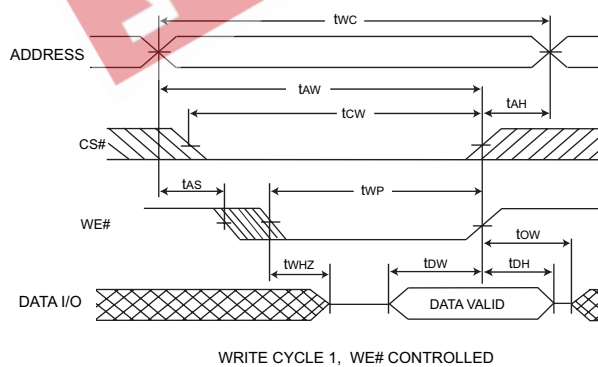 tWC
ADDRESS
tAW
tCW
tAH
CS#
tAS
tWP
WE#
tOW
tWHZ
tDW
tDH
DATA I/O
DATA VALID
WRITE CYCLE 1, WE# CONTROLLED